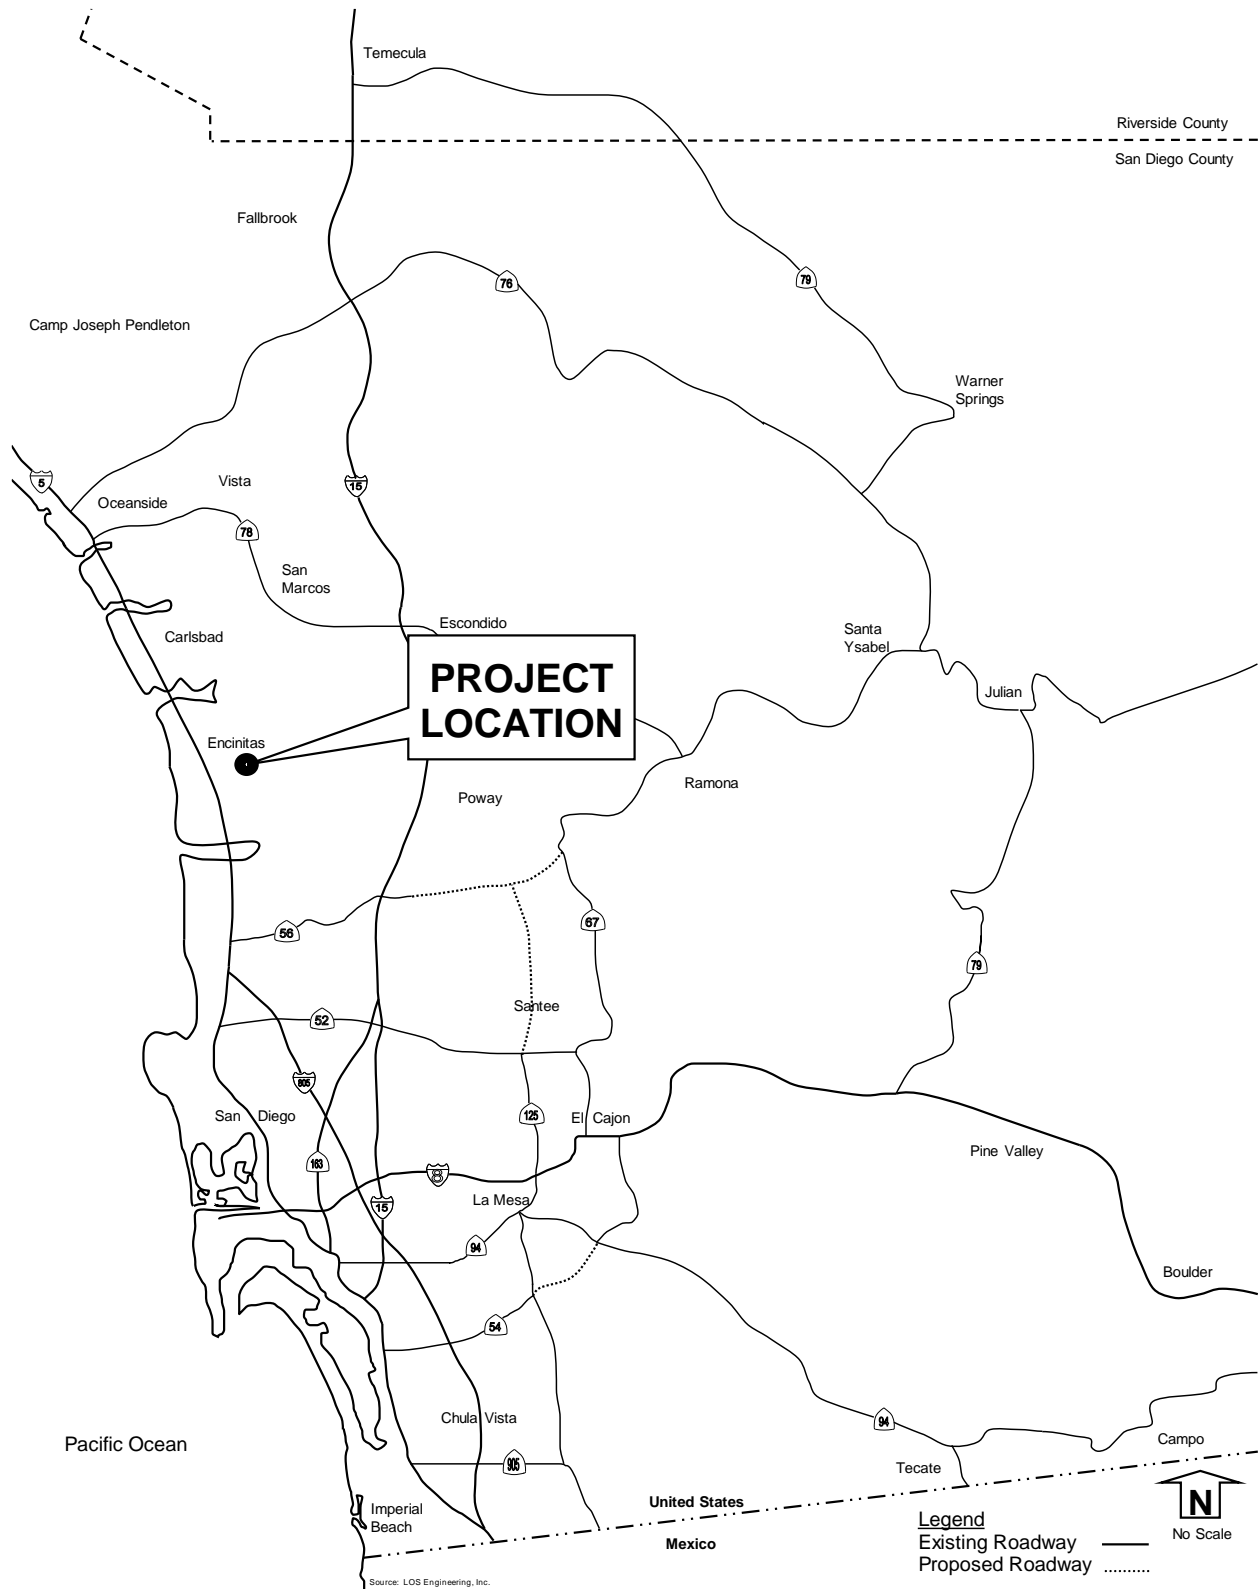 Temecula
Riverside County
San Diego County
Fallbrook
76
79
Camp Joseph Pendleton
Warner
Springs
5
Vista
15
Oceanside
78
San
Marcos
Escondido
Santa
Ysabel
Carlsbad
PROJECT
LOCATION
Julian
Encinitas
Ramona
Poway
67
56
79
Santee
52
805
San Diego
125
El Cajon
Pine Valley
163
8
La Mesa
15
94
Boulder
54
Chula Vista
94
Pacific Ocean
Campo
905
Tecate
United States
Imperial
Beach
Mexico
N
No Scale
Legend
Existing Roadway
Proposed Roadway
Source: LOS Engineering, Inc.